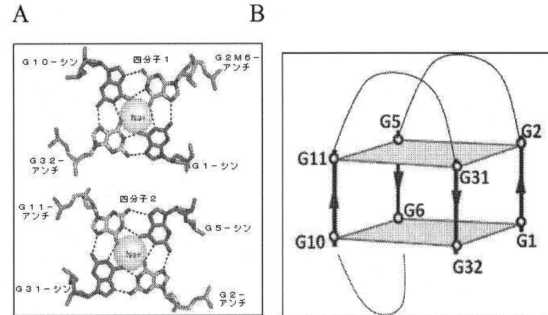 A
B
G10-シン
四分子1
G2M6-
アンチ
Na+
G32-
アンチ
G1-シン
四分子2
G11-
アンチ
G5-シン
Na+
G31-シン
G2-
アンチ
G5
G2
G11
G31
G6
G1
G10
G32